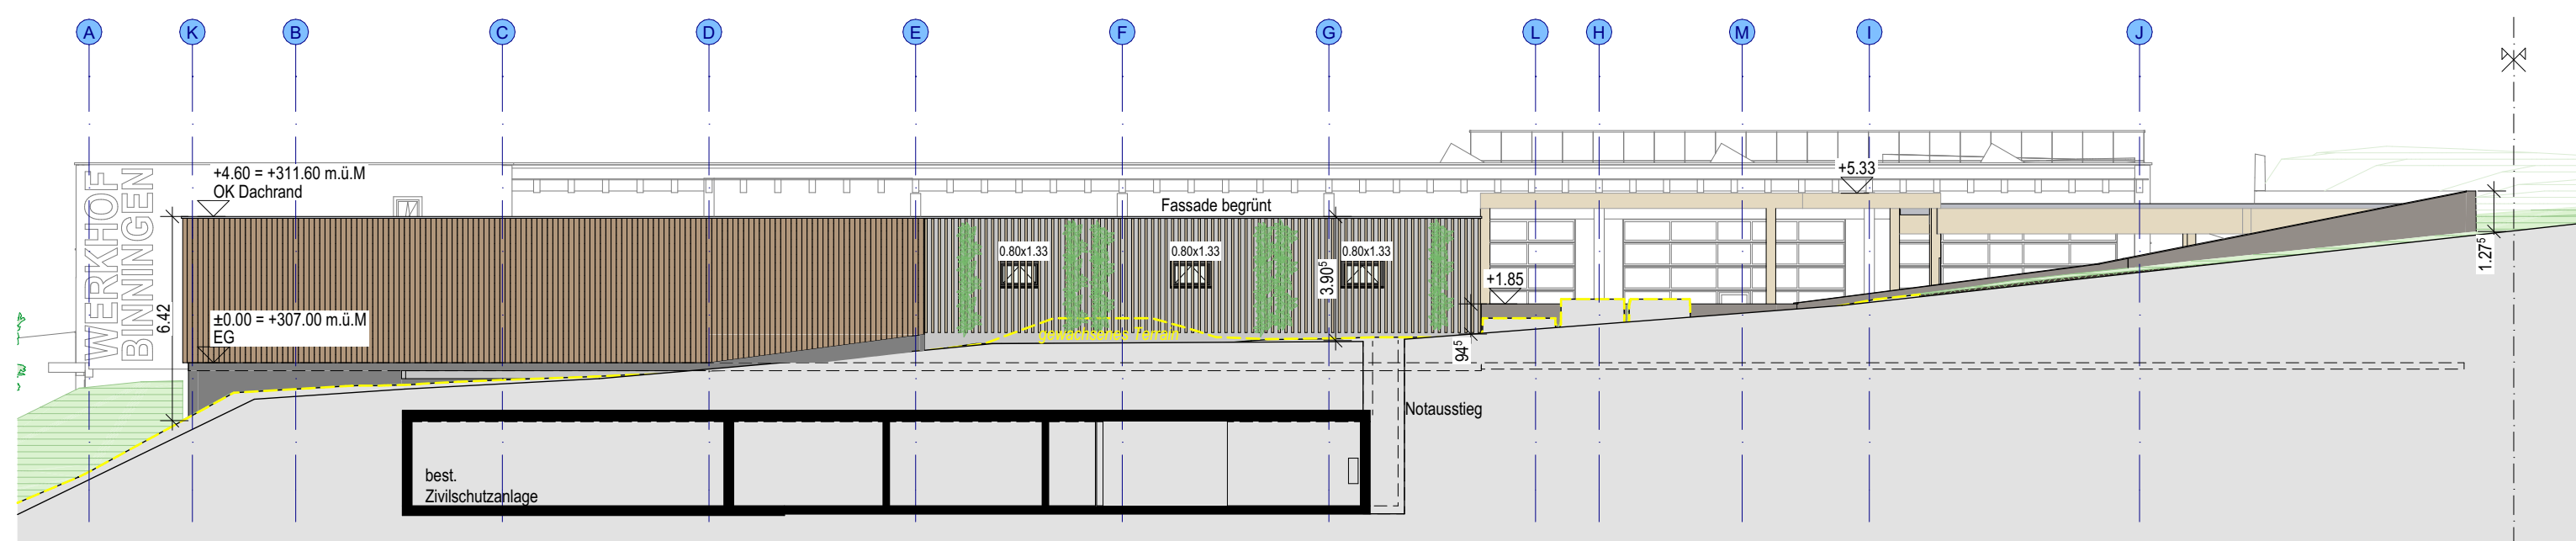 A
K
B
C
D
E
F
G
L
H
M
I
J
WERKHOF
BINNINGEN
+4.60 = +311.60 m.ü.M
OK Dachrand
+5.33
Fassade begrünt
0.80x1.33
0.80x1.33
0.80x1.33
6.42
3.90⁵
1.27⁵
+1.85
±0.00 = +307.00 m.ü.M
EG
gewachsenes Terrain
94⁵
Notausstieg
best.
Zivilschutzanlage